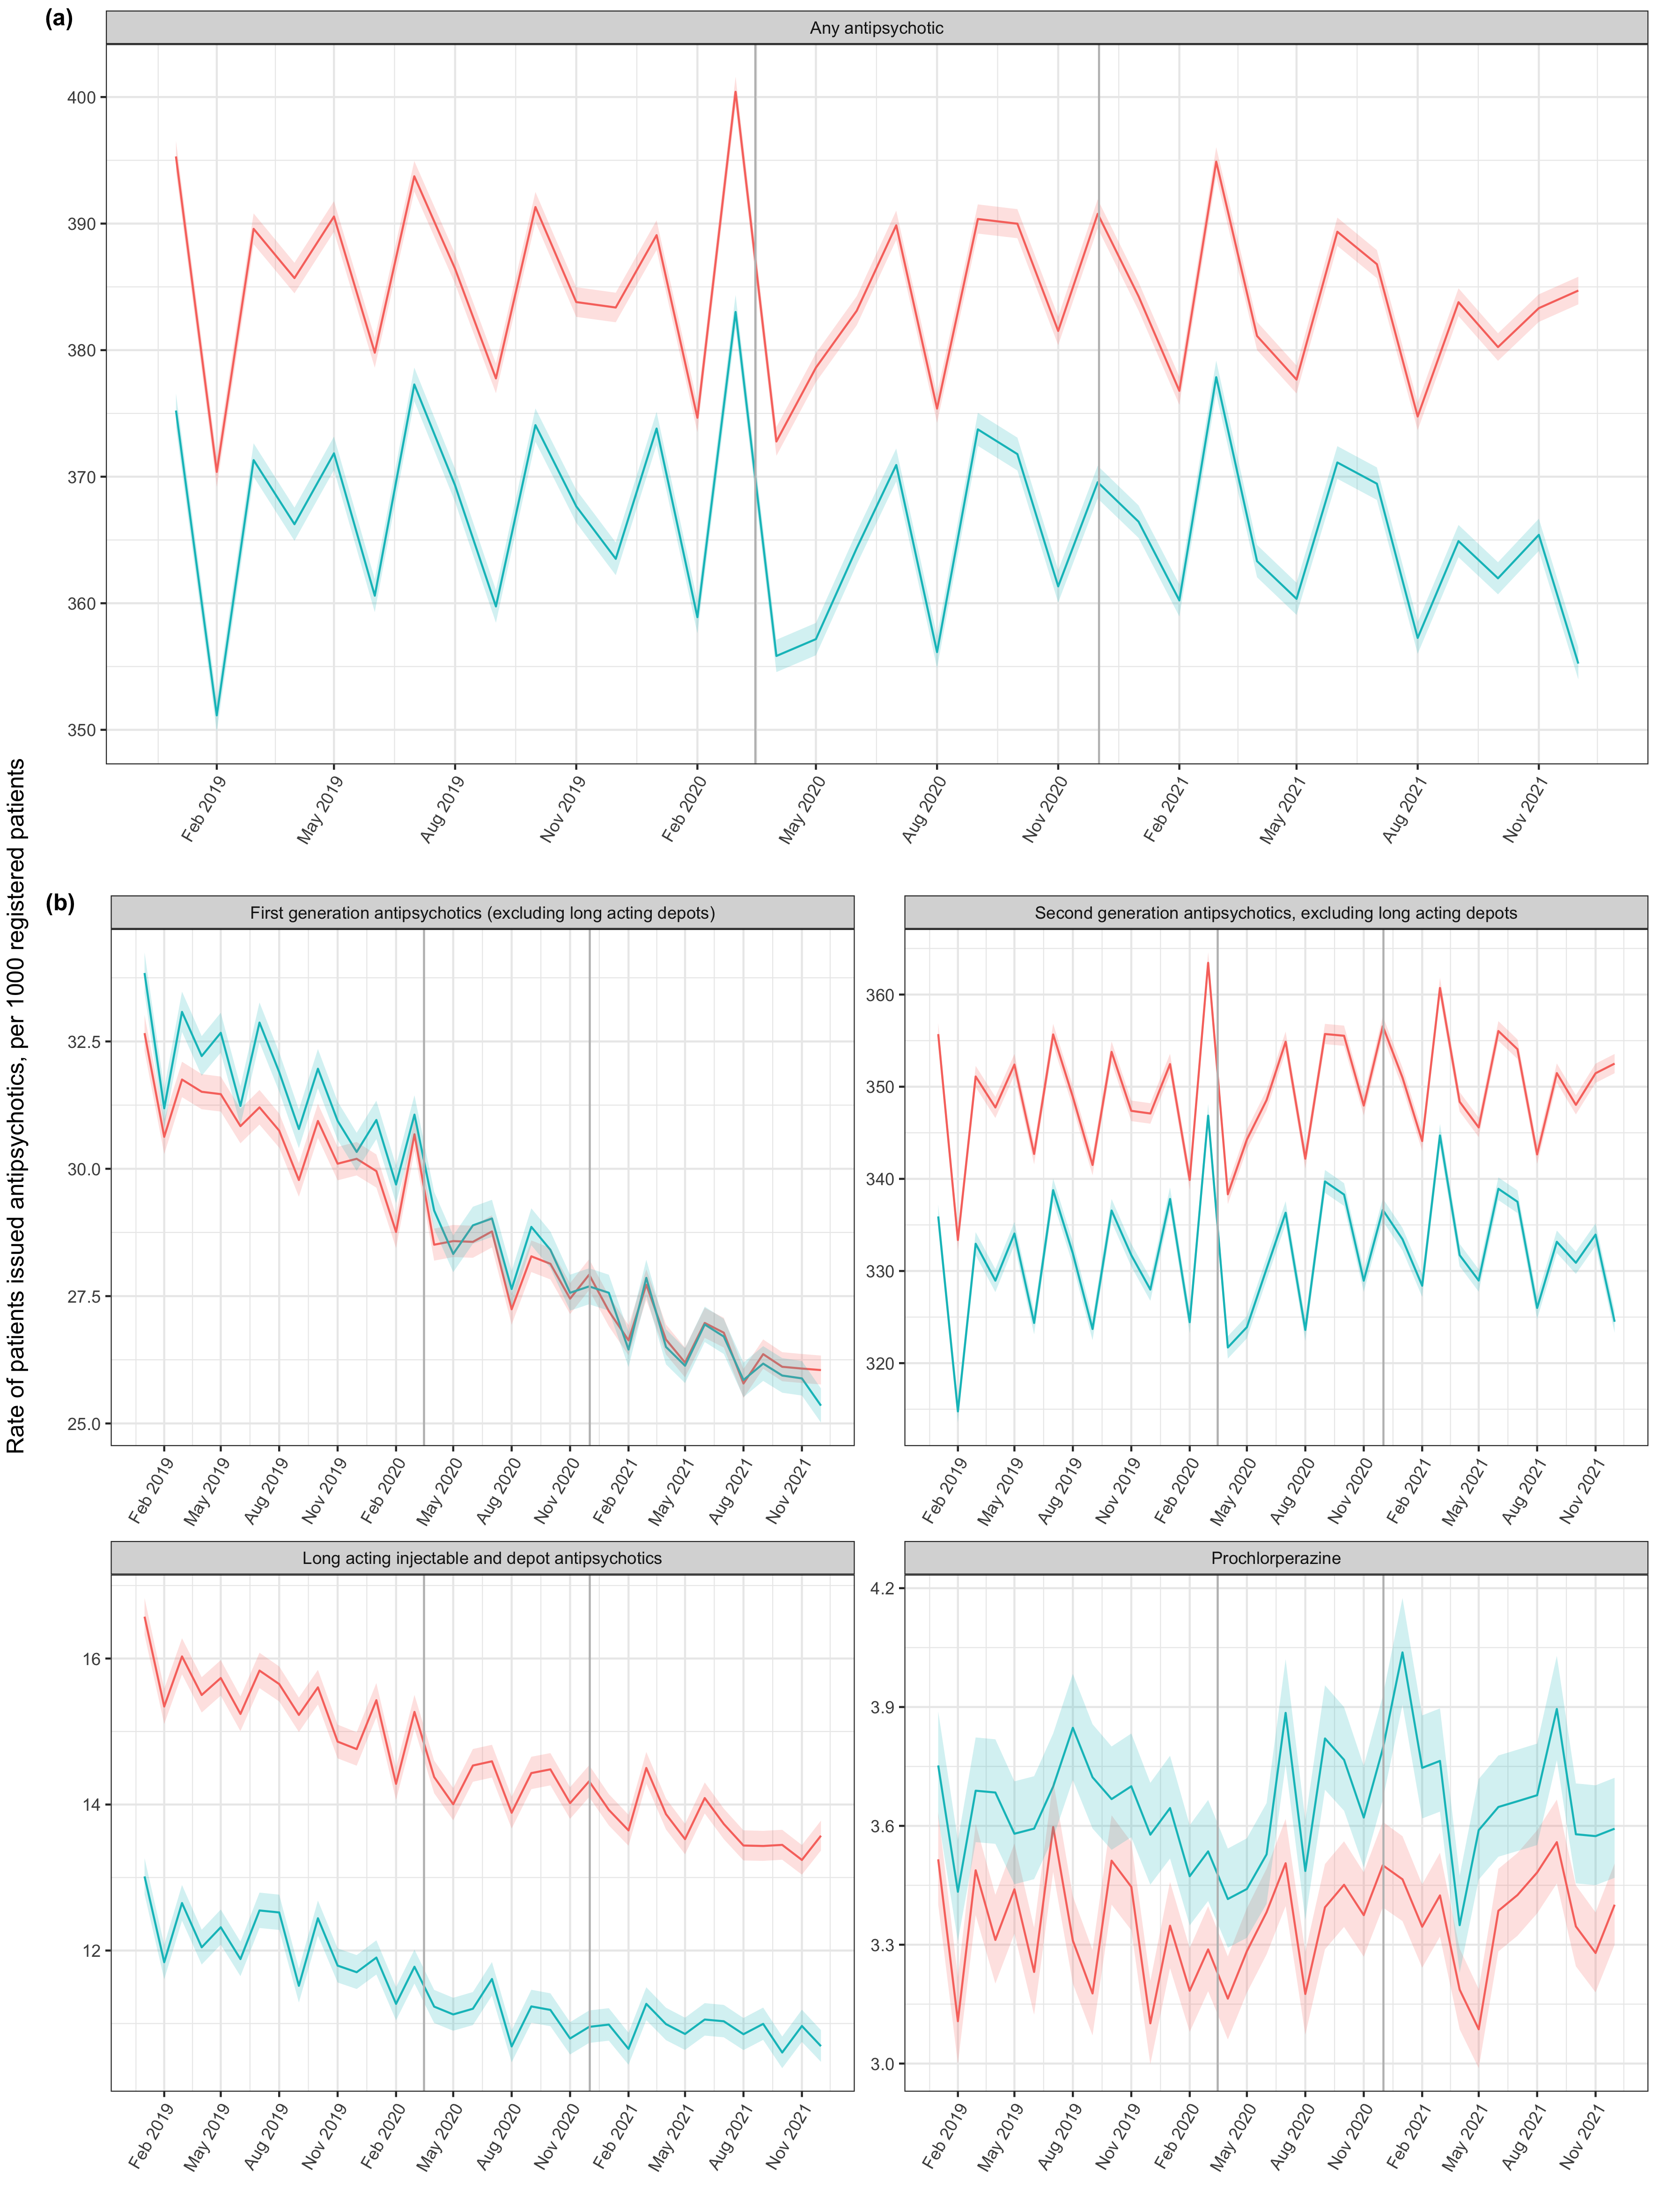 (a)
Any antipsychotic
400
390
380
370
360
350
Feb 2019
May 2019
Aug 2019
Nov 2019
Feb 2020
May 2020
Aug 2020
Nov 2020
Feb 2021
May 2021
Aug 2021
Nov 2021
Rate of patients issued antipsychotics, per 1000 registered patients
(b)
First generation antipsychotics (excluding long acting depots)
32.5
30.0
27.5
25.0
Feb 2019
May 2019
Aug 2019
Nov 2019
Feb 2020
May 2020
Aug 2020
Nov 2020
Feb 2021
May 2021
Aug 2021
Nov 2021
Second generation antipsychotics, excluding long acting depots
360
350
340
330
320
Feb 2019
May 2019
Aug 2019
Nov 2019
Feb 2020
May 2020
Aug 2020
Nov 2020
Feb 2021
May 2021
Aug 2021
Nov 2021
Long acting injectable and depot antipsychotics
16
14
12
Feb 2019
May 2019
Aug 2019
Nov 2019
Feb 2020
May 2020
Aug 2020
Nov 2020
Feb 2021
May 2021
Aug 2021
Nov 2021
Prochlorperazine
4.2
3.9
3.6
3.3
3.0
Feb 2019
May 2019
Aug 2019
Nov 2019
Feb 2020
May 2020
Aug 2020
Nov 2020
Feb 2021
May 2021
Aug 2021
Nov 2021